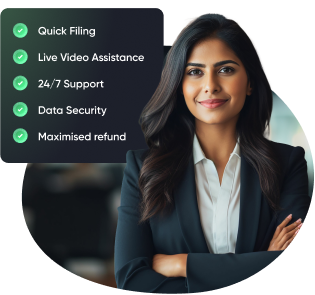 Quick Filing
Live Video Assistance
24/7 Support
Data Security
Maximised refund